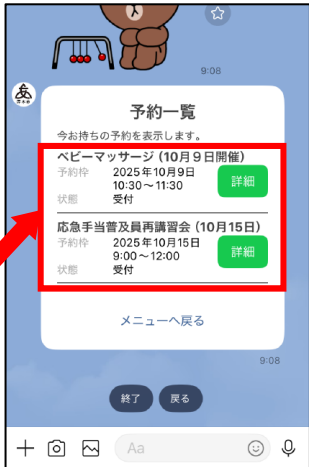 9:08
予約一覧
今お持ちの予約を表示します。
ベビーマッサージ（10月9日開催）
予約枠 2025年10月9日
10:30～11:30
詳細
状態 受付
応急手当普及員再講習会（10月15日）
予約枠 2025年10月15日
9:00～12:00
詳細
状態 受付
メニューへ戻る
9:08
終了 戻る
Aa